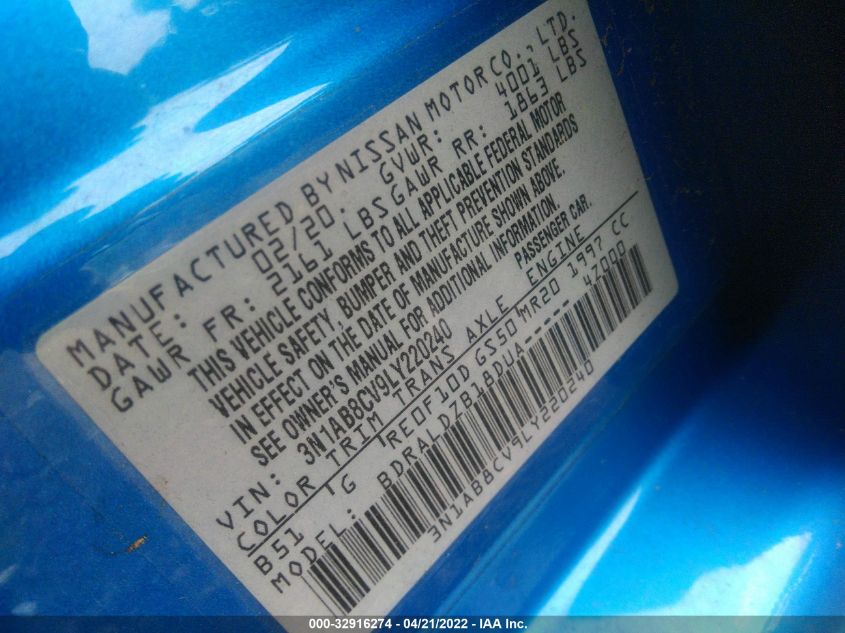 MANUFACTURED BY NISSAN MOTOR CO., LTD.
DATE: 02/20. GVWR: 4001 LBS
GAWR FR: 2161 LBS GAWR RR: 1863 LBS
THIS VEHICLE CONFORMS TO ALL APPLICABLE FEDERAL MOTOR
VEHICLE SAFETY, BUMPER AND THEFT PREVENTION STANDARDS
IN EFFECT ON THE DATE OF MANUFACTURE SHOWN ABOVE.
SEE OWNER'S MANUAL FOR ADDITIONAL INFORMATION.
VIN: 3N1AB8CV9LY220240 PASSENGER CAR.
COLOR TRIM TRANS AXLE ENGINE
B51 G RE0F10D GS50 MR20 1997 CC
MODEL: BDRALDZB18DUA----- 4Z000
3N1AB8CV9LY220240
000-32916274 - 04/21/2022 - IAA Inc.